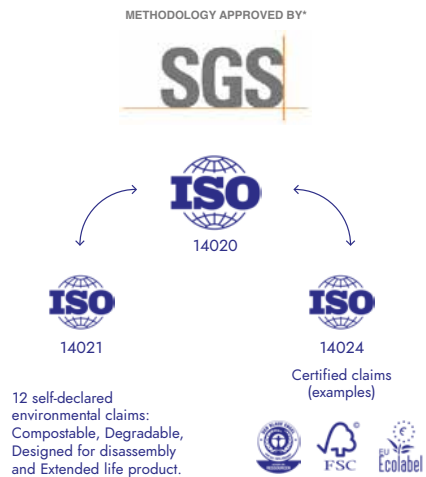 METHODOLOGY APPROVED BY*
SGS
ISO
14020
ISO
14021
ISO
14024
Certified claims
(examples)
12 self-declared
environmental claims:
Compostable, Degradable,
Designed for disassembly
and Extended life product.
FSC
©
EU
Ecolabel